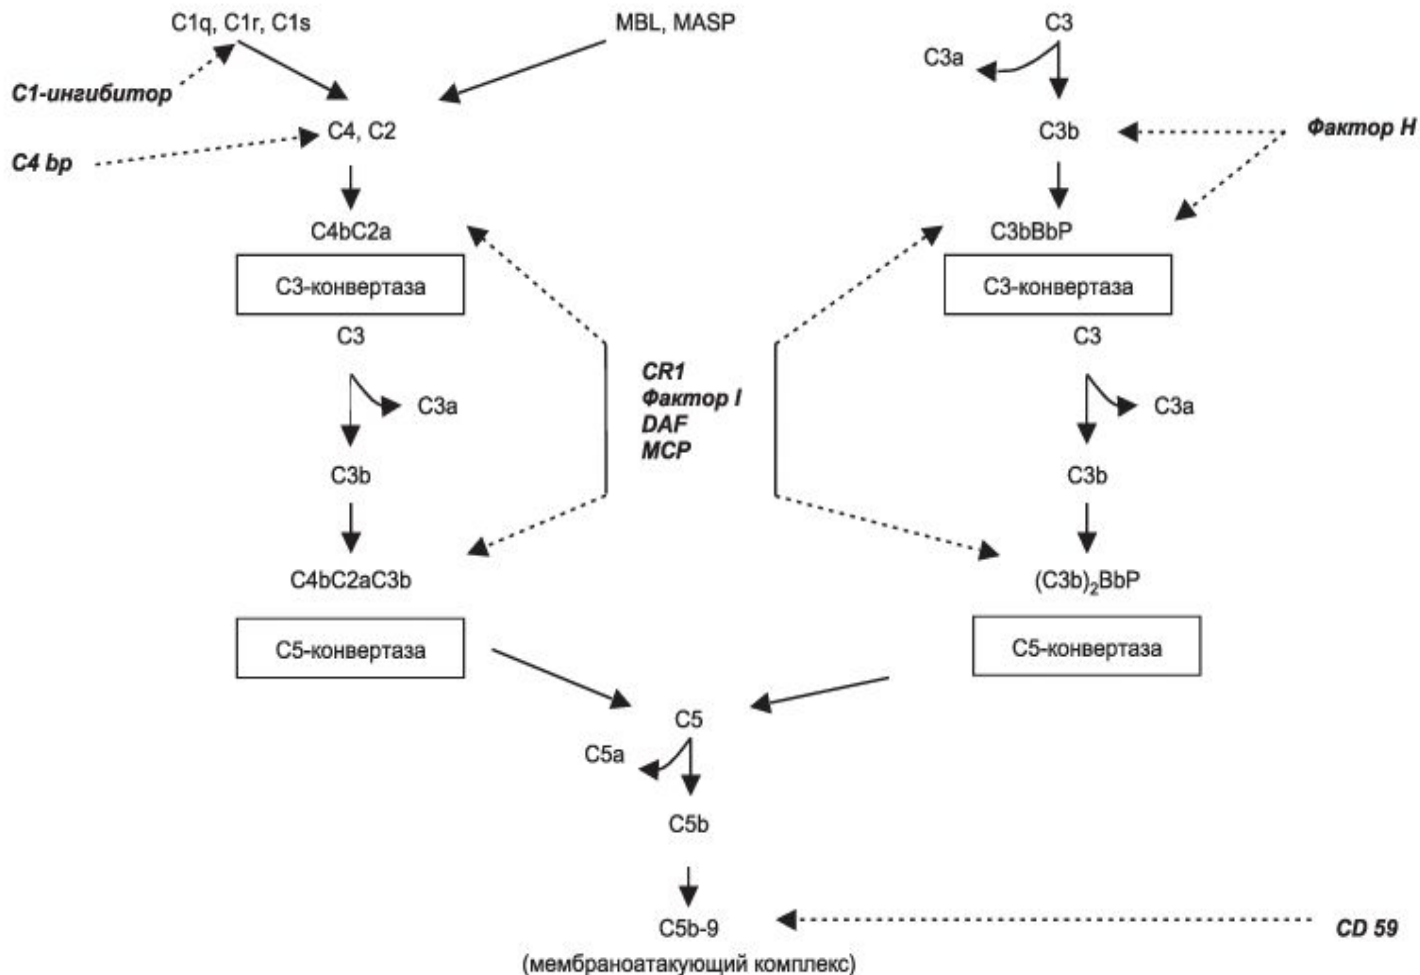 C1q, C1r, C1s
MBL, MASP
C3
C3a
C1-ингибитор
C4, C2
C3b
Фактор H
C4 bp
C4bC2a
C3bBbP
C3-конвертаза
C3-конвертаза
C3
C3
CR1
Фактор I
DAF
MCP
C3a
C3a
C3b
C3b
C4bC2aC3b
(C3b)₂BbP
C5-конвертаза
C5-конвертаза
C5
C5a
C5b
C5b-9
CD 59
(мембраноатакующий комплекс)